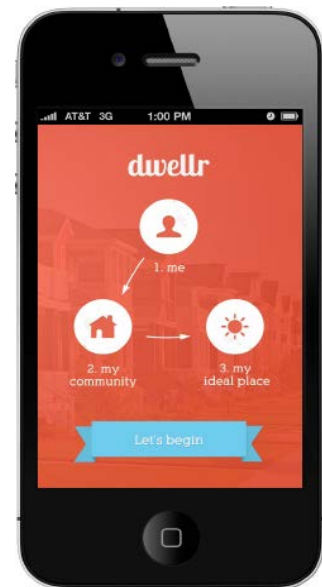 AT&T 3G 1:00 PM
dwellr
1. me
2. my
community
3. my
ideal place
Let's begin